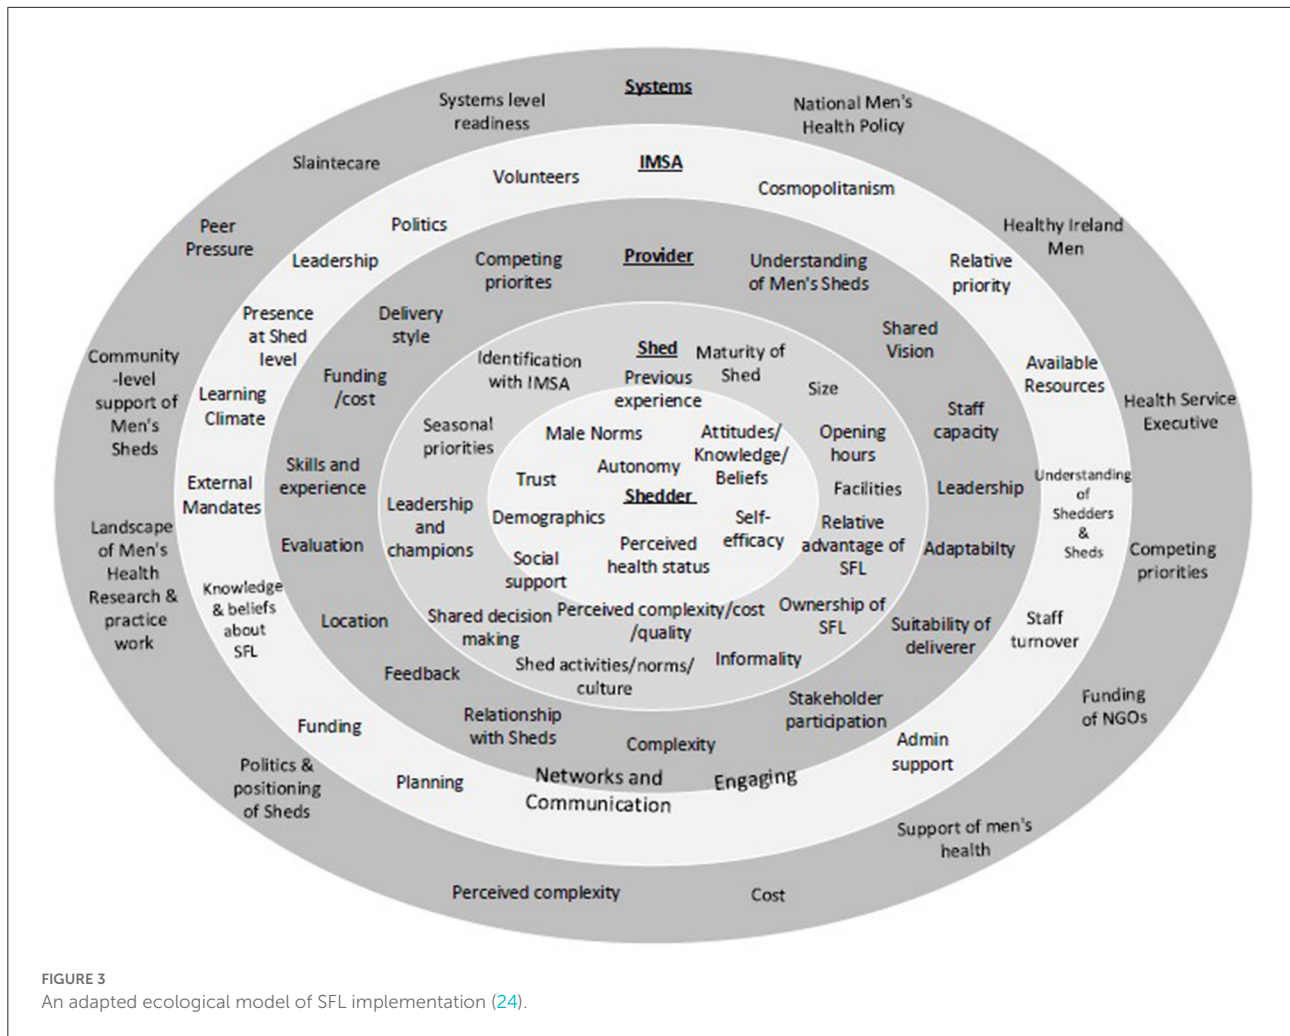 Systems
Systems level
readiness
National Men's
Health Policy
Slaintecare
Healthy Ireland
Men
Peer
Pressure
Community
-level
support of
Men's
Sheds
Health Service
Executive
Landscape
of Men's
Health
Research &
practice
work
Competing
priorities
Funding
of NGOs
Politics &
positioning
of Sheds
Support of men's
health
Perceived complexity
Cost
IMSA
Volunteers
Cosmopolitanism
Politics
Leadership
Relative
priority
Presence
at Shed
level
Available
Resources
Learning
Climate
External
Mandates
Understanding
of
Shedders
&
Sheds
Knowledge
& beliefs
about
SFL
Staff
turnover
Funding
Admin
support
Planning
Networks and
Communication
Engaging
Provider
Competing
priorites
Understanding
of Men's Sheds
Delivery
style
Shared
Vision
Funding
/cost
Staff
capacity
Skills and
experience
Leadership
Evaluation
Adaptabilty
Location
Suitability of
deliverer
Feedback
Stakeholder
participation
Relationship
with Sheds
Complexity
Shed
Identification
with IMSA
Previous
experience
Maturity of
Shed
Size
Seasonal
priorities
Opening
hours
Facilities
Leadership
and
champions
Relative
advantage of
SFL
Shared decision
making
Perceived complexity/cost
/quality
Ownership of
SFL
Shed activities/norms/
culture
Informality
Male Norms
Attitudes/
Knowledge/
Beliefs
Autonomy
Trust
Shedder
Demographics
Self-
efficacy
Social
support
Perceived
health status
FIGURE 3
An adapted ecological model of SFL implementation (24).